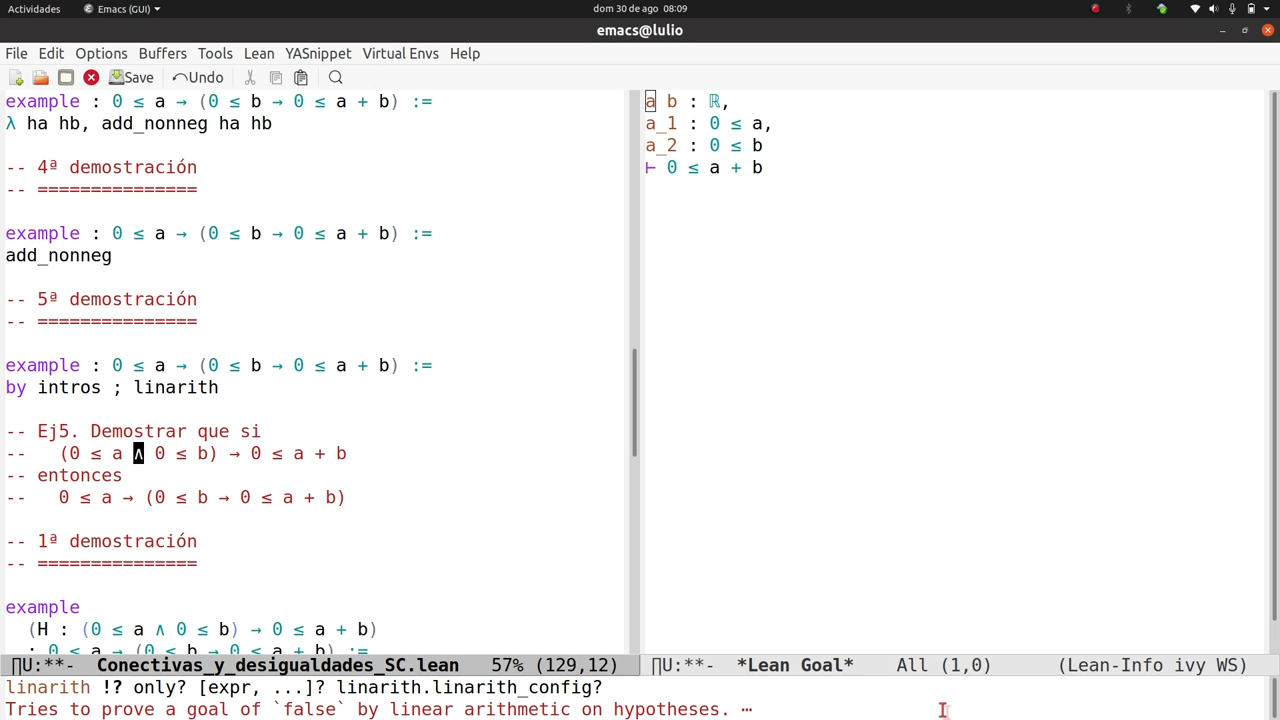 Actividades Emacs (GUI) dom 30 de ago 08:09
emacs@lulio
File Edit Options Buffers Tools Lean YASnippet Virtual Envs Help
Save Undo
example : 0 ≤ a → (0 ≤ b → 0 ≤ a + b) :=
λ ha hb, add_nonneg ha hb
-- 4ª demostración
-- ===============
example : 0 ≤ a → (0 ≤ b → 0 ≤ a + b) :=
add_nonneg
-- 5ª demostración
-- ===============
example : 0 ≤ a → (0 ≤ b → 0 ≤ a + b) :=
by intros ; linarith
-- Ej5. Demostrar que si
--   (0 ≤ a ∧ 0 ≤ b) → 0 ≤ a + b
-- entonces
--   0 ≤ a → (0 ≤ b → 0 ≤ a + b)
-- 1ª demostración
-- ===============
example
  (H : (0 ≤ a ∧ 0 ≤ b) → 0 ≤ a + b)
  : 0 ≤ a → (0 ≤ b → 0 ≤ a + b) :=
∏U:**-  Conectivas_y_desigualdades_SC.lean   57% (129,12)
a b : ℝ,
a_1 : 0 ≤ a,
a_2 : 0 ≤ b
⊢ 0 ≤ a + b
∏U:**-  *Lean Goal*    All (1,0)      (Lean-Info ivy WS)
linarith !? only? [expr, ...]? linarith.linarith_config?
Tries to prove a goal of `false` by linear arithmetic on hypotheses. ⋯